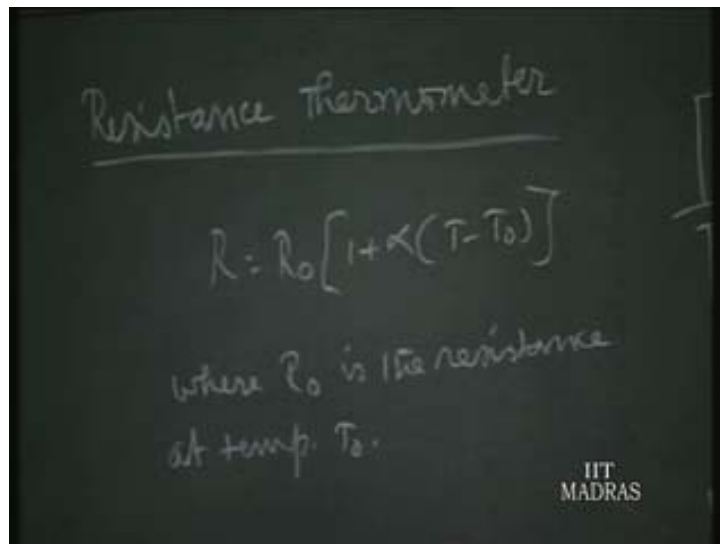 Resistance Thermometer
R = R₀[1+α(T-T₀)]
where R₀ is the resistance
at temp. T₀.
IIT
MADRAS